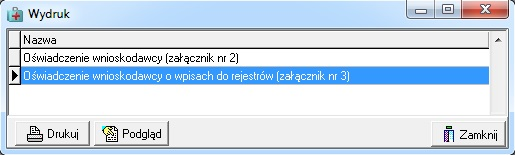 Wydruk
Nazwa
Oświadczenie wnioskodawcy (załącznik nr 2)
Oświadczenie wnioskodawcy o wpisach do rejestrów (załącznik nr 3)
Drukuj Podgląd Zamknij